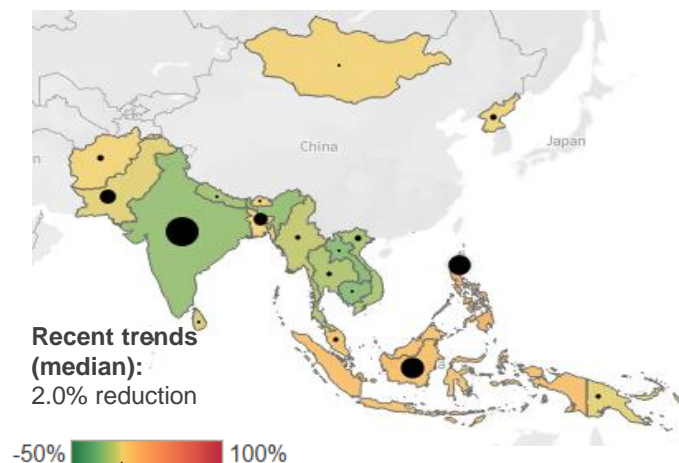 China
Japan
Recent trends
(median):
2.0% reduction
-50%
100%